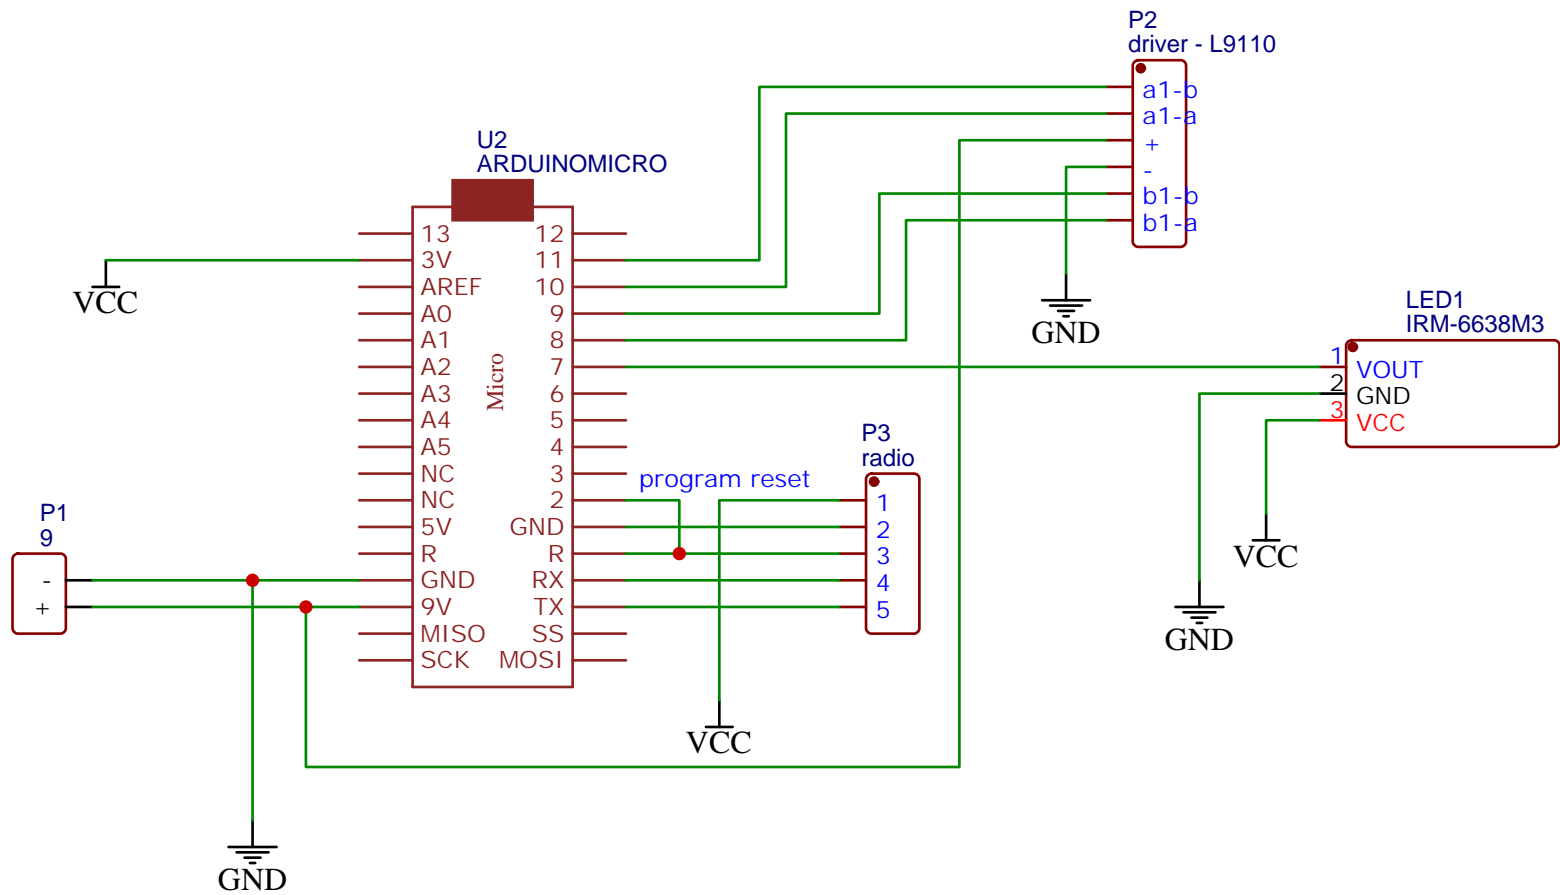 P2
driver - L9110
a1-b
a1-a
+
-
b1-b
b1-a
U2
ARDUINOMICRO
13
3V
AREF
A0
A1
A2
A3
A4
A5
NC
NC
5V
R
GND
9V
MISO
SCK
Micro
12
11
10
9
8
7
6
5
4
3
2
GND
R
RX
TX
SS
MOSI
VCC
GND
LED1
IRM-6638M3
1
VOUT
2
GND
3
VCC
P3
radio
program reset
1
2
3
4
5
P1
9
-
+
VCC
GND
VCC
GND